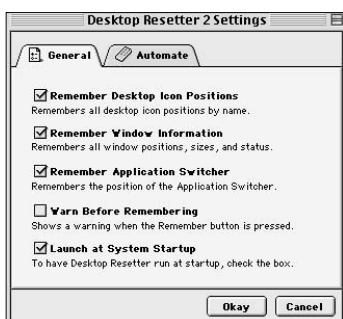 Desktop Resetter 2 Settings
General
Automate
Remember Desktop Icon Positions
Remembers all desktop icon positions by name.
Remember Window Information
Remembers all window positions, sizes, and status.
Remember Application Switcher
Remembers the position of the Application Switcher.
Warn Before Remembering
Shows a warning when the Remember button is pressed.
Launch at System Startup
To have Desktop Resetter run at startup, check the box.
Okay
Cancel